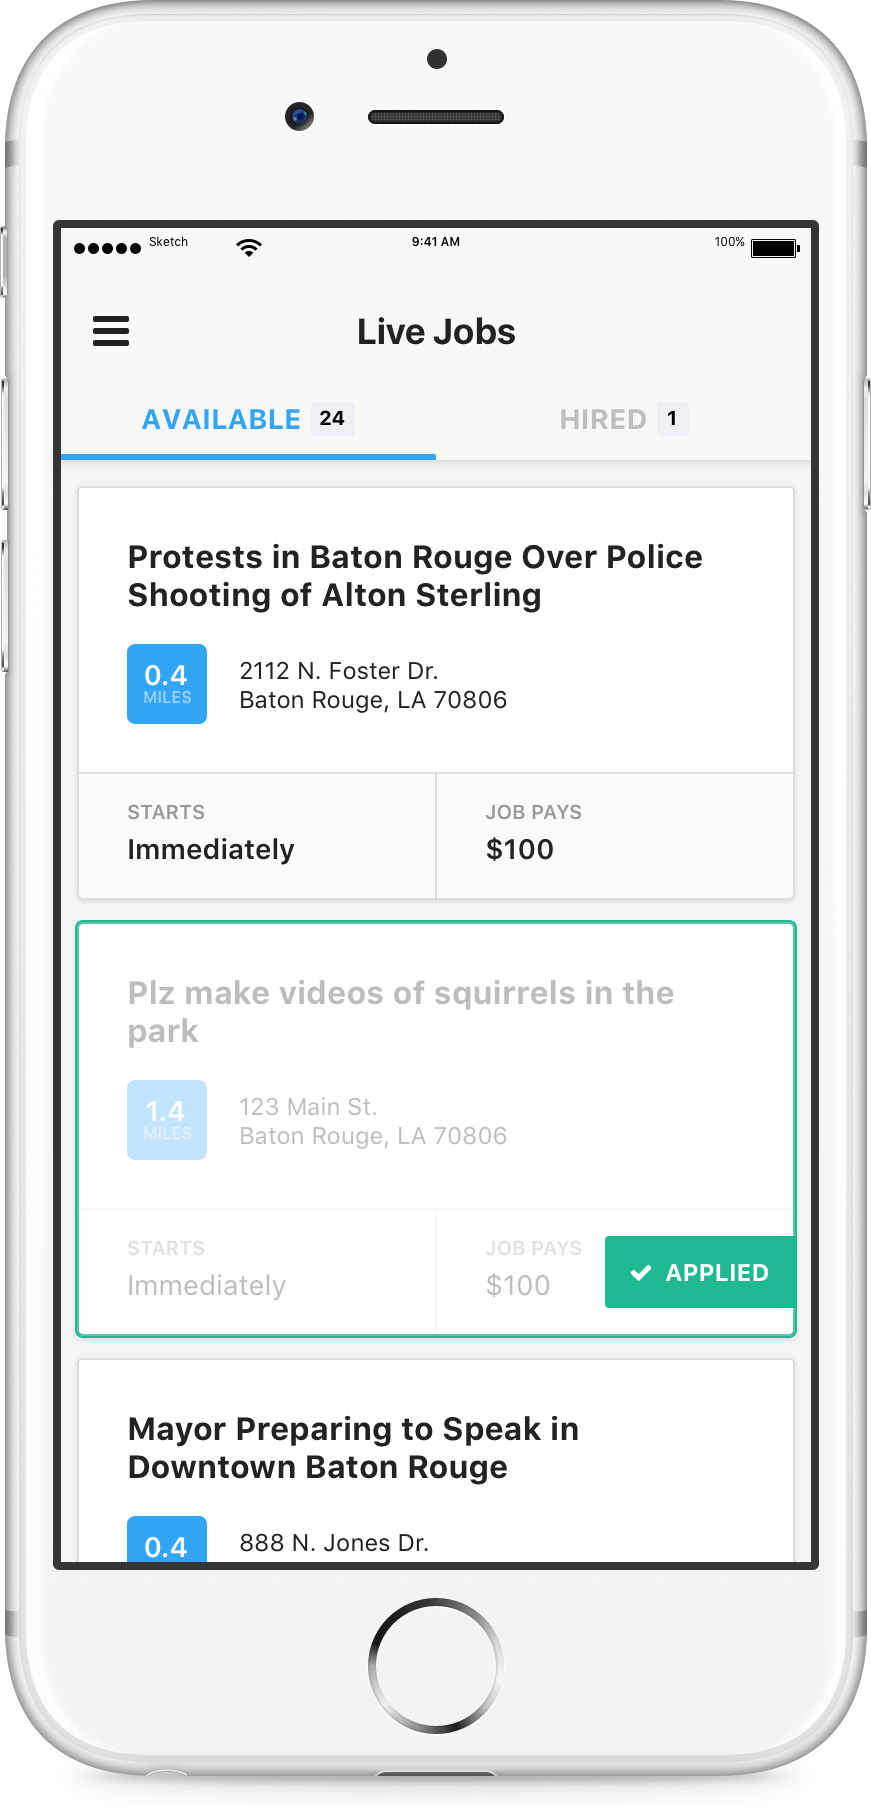 Sketch 9:41 AM 100%
Live Jobs
AVAILABLE 24 HIRED 1
Protests in Baton Rouge Over Police
Shooting of Alton Sterling
0.4
MILES
2112 N. Foster Dr.
Baton Rouge, LA 70806
STARTS
Immediately
JOB PAYS
$100
Plz make videos of squirrels in the
park
1.4
MILES
123 Main St.
Baton Rouge, LA 70806
STARTS
Immediately
JOB PAYS
$100
APPLIED
Mayor Preparing to Speak in
Downtown Baton Rouge
0.4
888 N. Jones Dr.